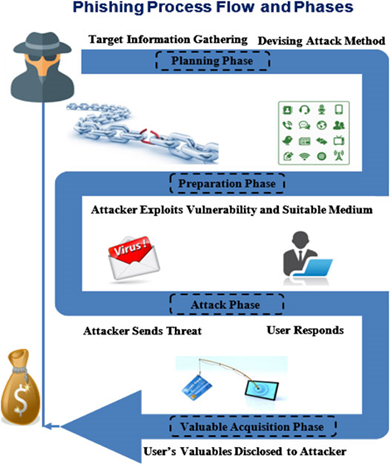 Phishing Process Flow and Phases
Target Information Gathering
Devising Attack Method
Planning Phase
Preparation Phase
Attacker Exploits Vulnerability and Suitable Medium
Virus!
Attack Phase
Attacker Sends Threat
User Responds
$
Valuable Acquisition Phase
User's Valuables Disclosed to Attacker